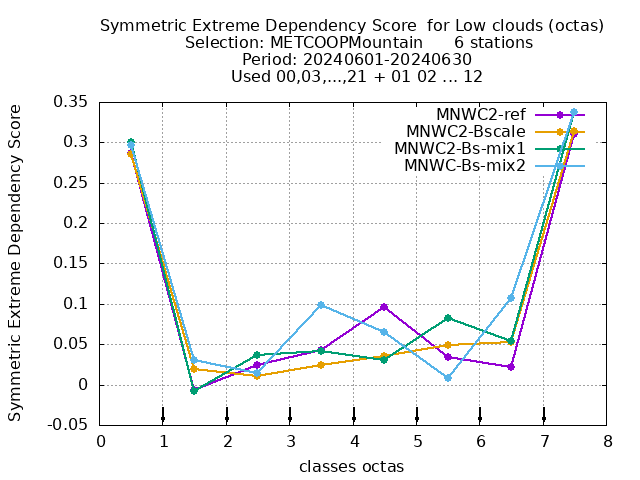 Symmetric Extreme Dependency Score  for Low clouds (octas)
Selection: METCOOPMountain      6 stations
Period: 20240601-20240630
Used 00,03,...,21 + 01 02 ... 12
Symmetric Extreme Dependency Score
0.35
0.3
0.25
0.2
0.15
0.1
0.05
0
-0.05
MNWC2-ref
MNWC2-Bscale
MNWC2-Bs-mix1
MNWC-Bs-mix2
0 1 2 3 4 5 6 7 8
classes octas